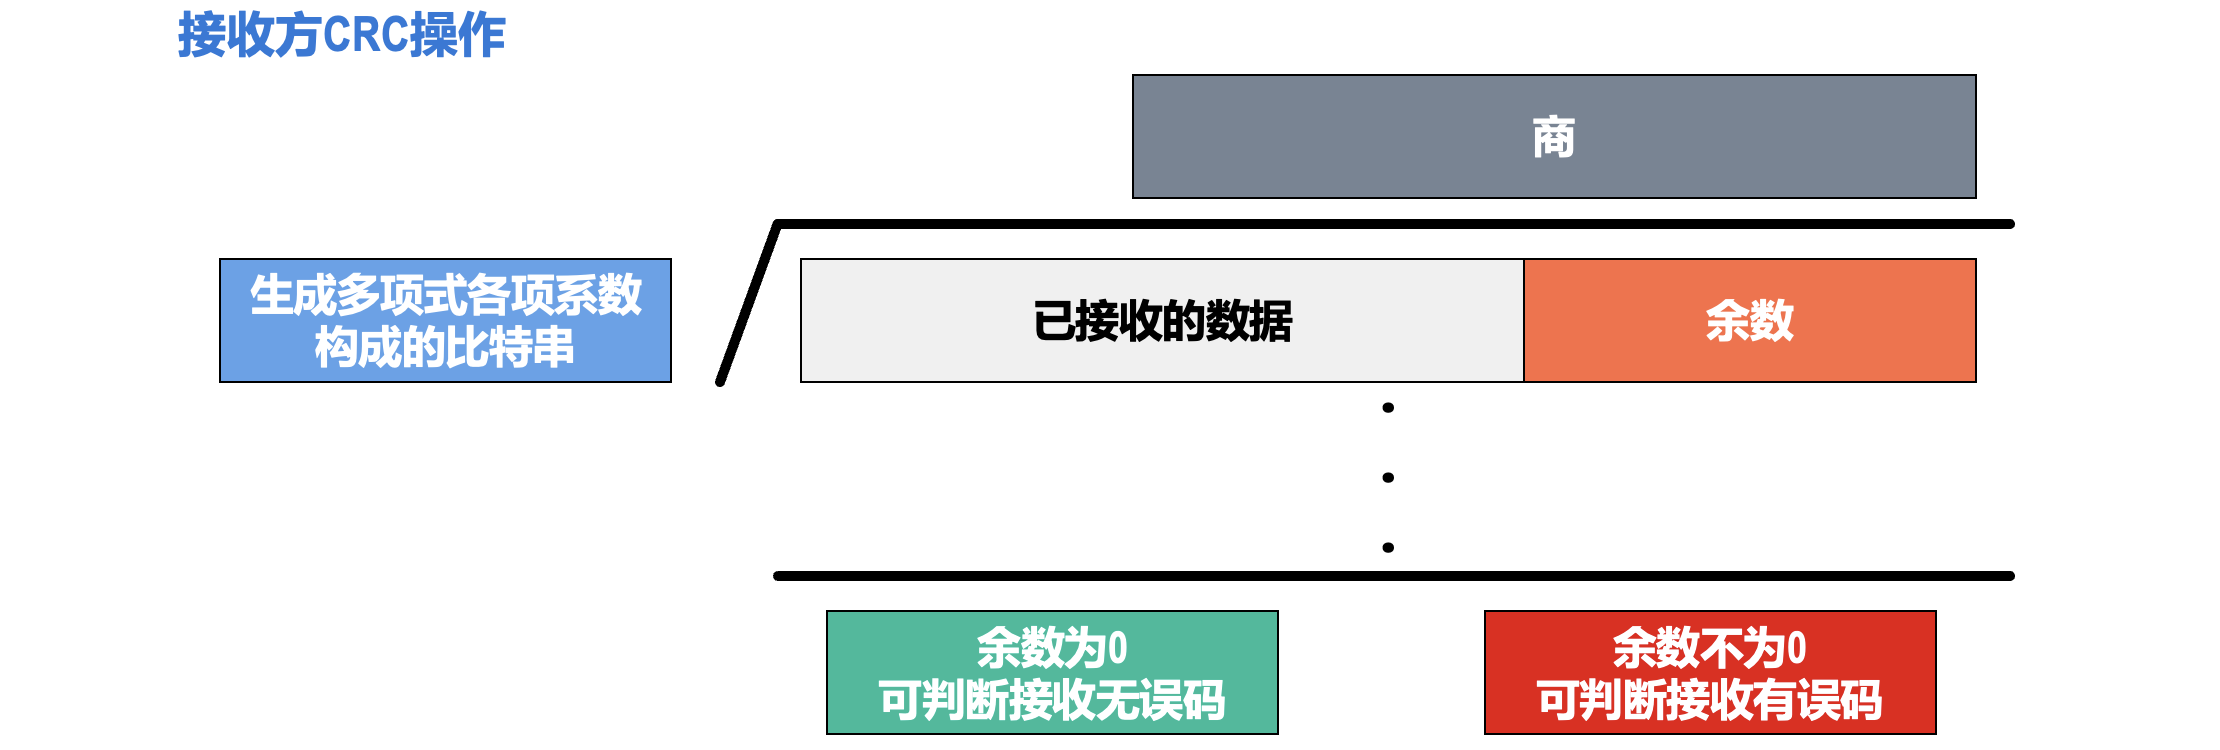 接收方CRC操作
商
生成多项式各项系数
构成的比特串
已接收的数据
余数
余数为0
可判断接收无误码
余数不为0
可判断接收有误码